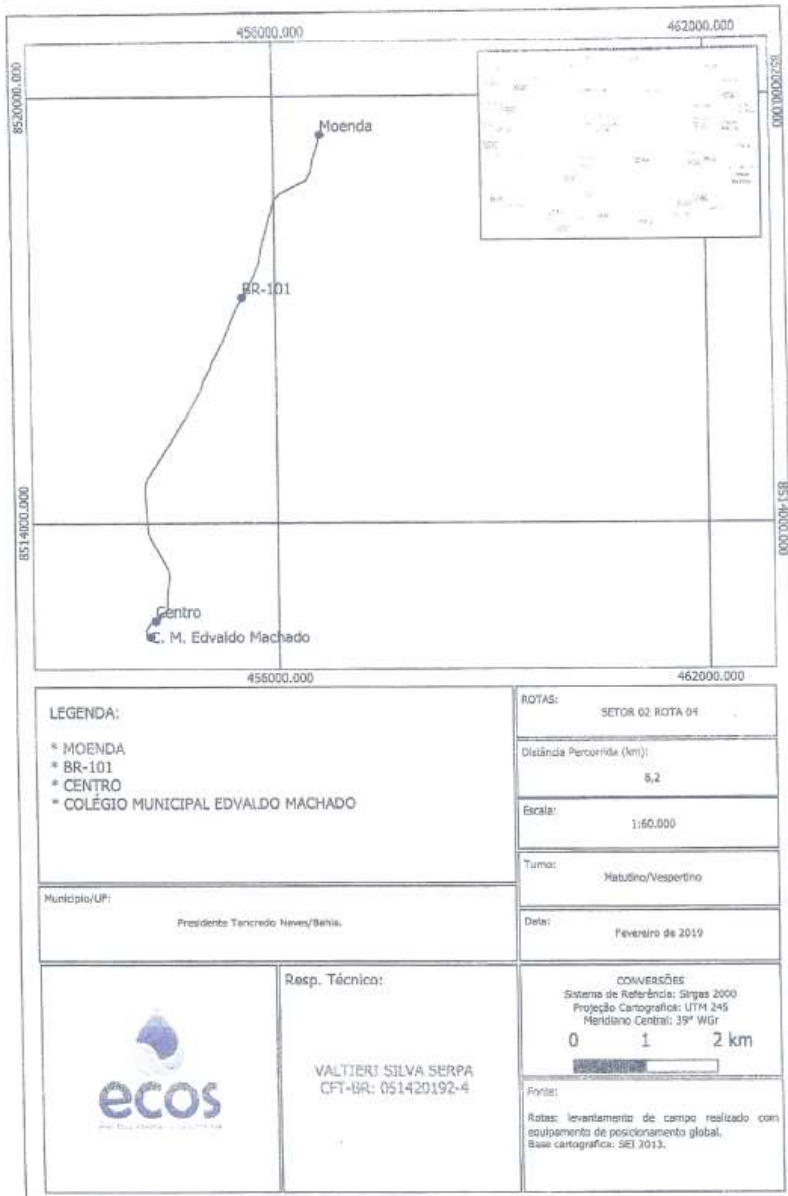 456000.000
462000.000
8520000.000
8520000.000
Moenda
BR-101
8514000.000
8514000.000
Centro
C. M. Edvaldo Machado
456000.000
462000.000
LEGENDA:
* MOENDA
* BR-101
* CENTRO
* COLÉGIO MUNICIPAL EDVALDO MACHADO
ROTAS:
SETOR 02 ROTA 04
Distância Percorrida (km):
8,2
Escala:
1:60.000
Turno:
Matutino/Vespertino
Município/UF:
Presidente Tancredo Neves/Bahia.
Data:
Fevereiro de 2019
ecos
Resp. Técnico:
VALTIERI SILVA SERPA
CFT-BR: 051420192-4
CONVERSÕES
Sistema de Referência: Sirgas 2000
Projeção Cartografica: UTM 24S
Meridiano Central: 39° WGr
0 1 2 km
Fonte:
Rotas: levantamento de campo realizado com
equipamento de posicionamento global.
Base cartografica: SEI 2013.